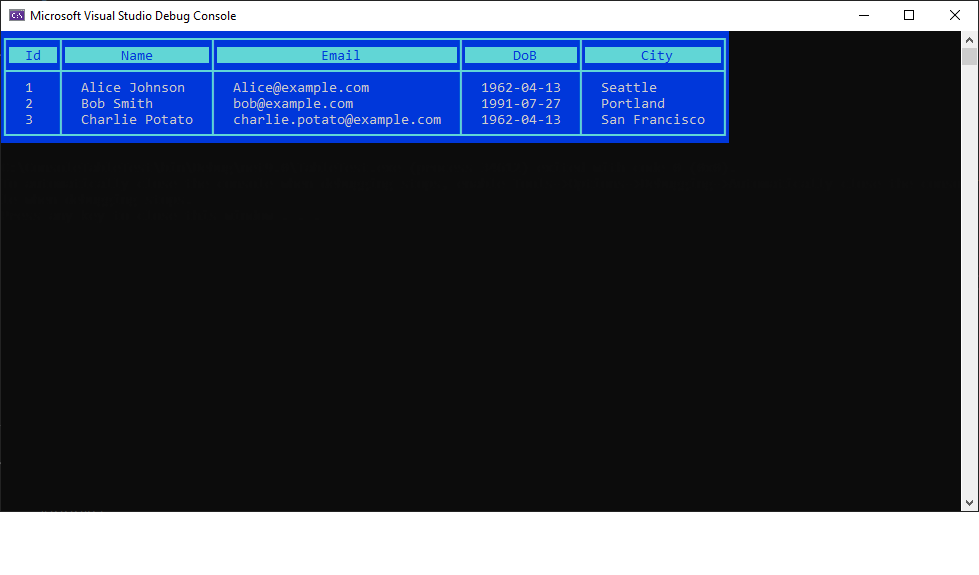 Microsoft Visual Studio Debug Console
Id Name Email DoB City
1 Alice Johnson Alice@example.com 1962-04-13 Seattle
2 Bob Smith bob@example.com 1991-07-27 Portland
3 Charlie Potato charlie.potato@example.com 1962-04-13 San Francisco